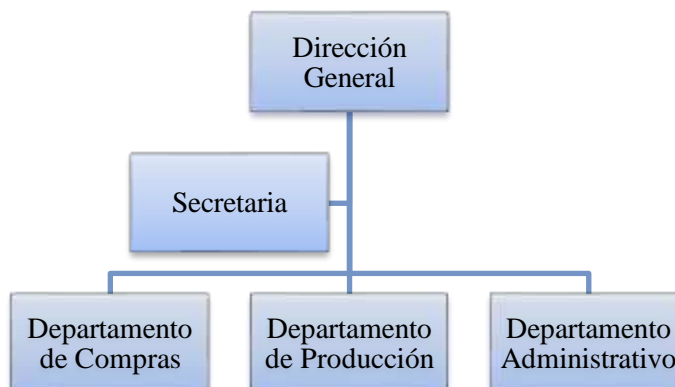 Dirección
General
Secretaria
Departamento
de Compras
Departamento
de Producción
Departamento
Administrativo